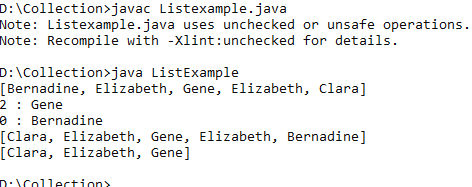 D:\Collection>javac Listexample.java
Note: Listexample.java uses unchecked or unsafe operations.
Note: Recompile with -Xlint:unchecked for details.
D:\Collection>java ListExample
[Bernadine, Elizabeth, Gene, Elizabeth, Clara]
2 : Gene
0 : Bernadine
[Clara, Elizabeth, Gene, Elizabeth, Bernadine]
[Clara, Elizabeth, Gene]
D:\Collection>